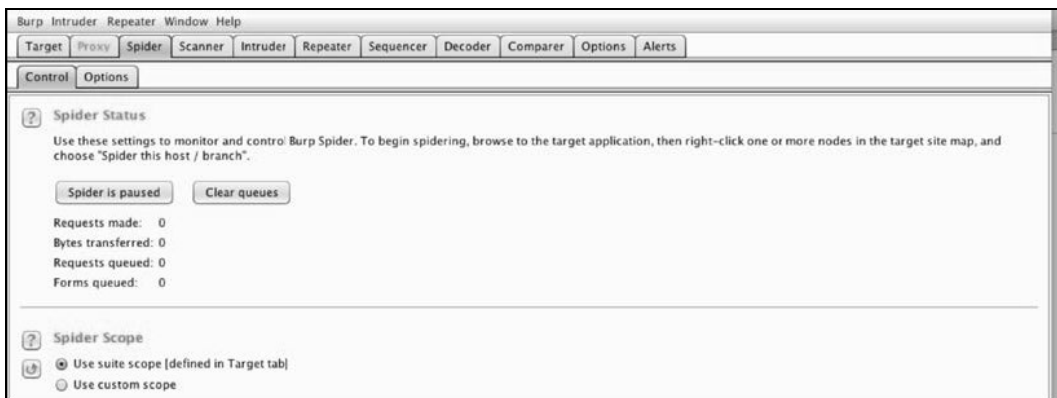 Burp Intruder Repeater Window Help
Target Proxy Spider Scanner Intruder Repeater Sequencer Decoder Comparer Options Alerts
Control Options
? Spider Status
Use these settings to monitor and control Burp Spider. To begin spidering, browse to the target application, then right-click one or more nodes in the target site map, and
choose "Spider this host / branch".
Spider is paused Clear queues
Requests made: 0
Bytes transferred: 0
Requests queued: 0
Forms queued: 0
? Spider Scope
Use suite scope [defined in Target tab]
Use custom scope